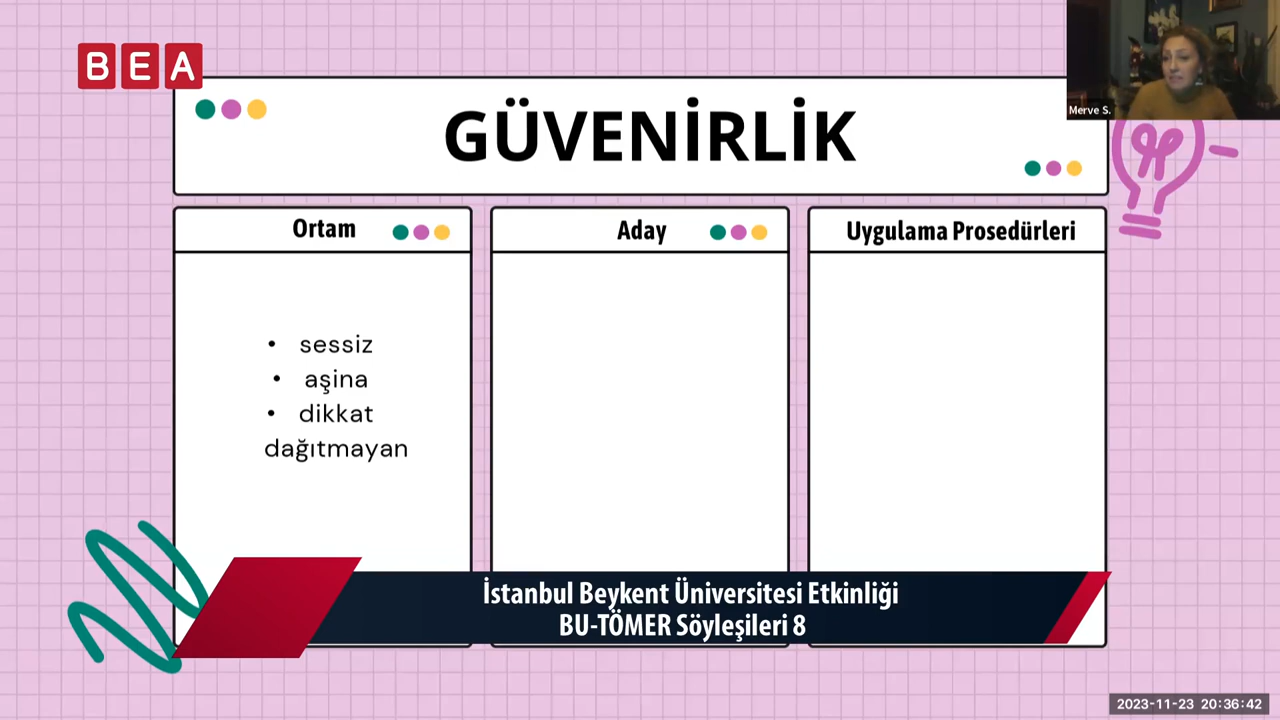 BEA
Merve S.
GÜVENİRLİK
Ortam
Aday
Uygulama Prosedürleri
• sessiz
• aşina
• dikkat
dağıtmayan
İstanbul Beykent Üniversitesi Etkinliği
BU-TÖMER Söyleşileri 8
2023-11-23 20:36:42